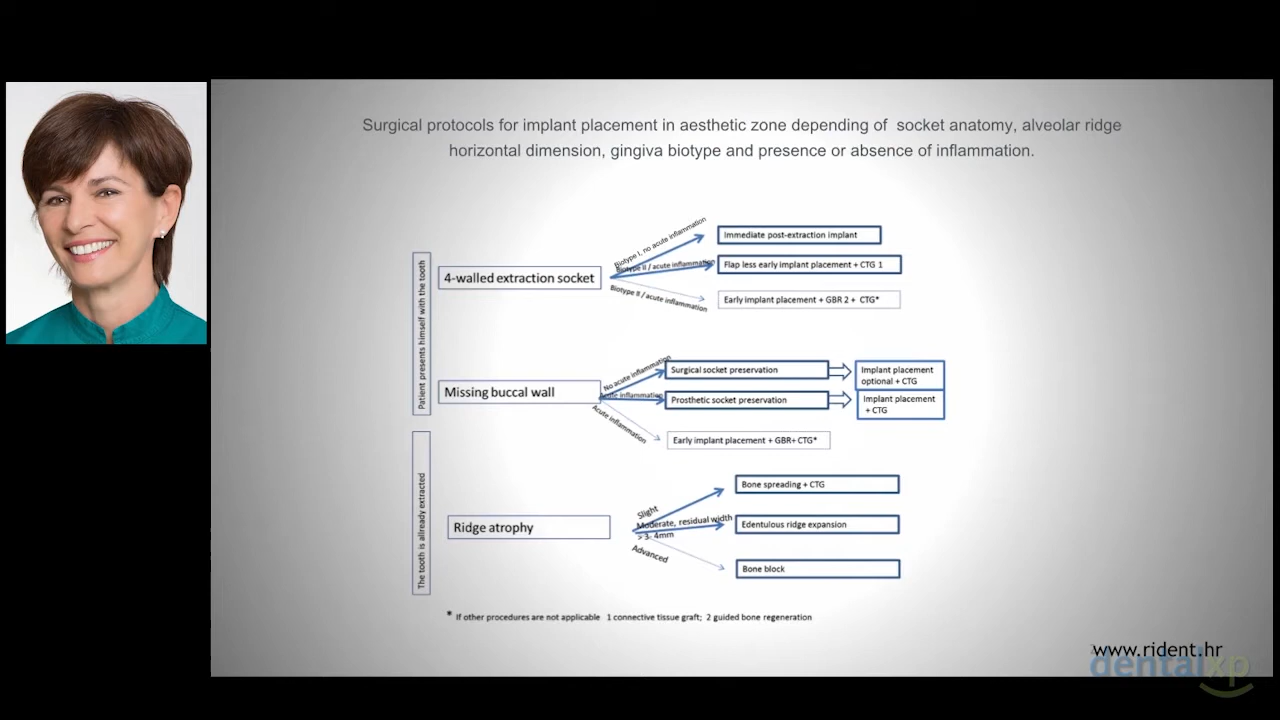 Surgical protocols for implant placement in aesthetic zone depending of socket anatomy, alveolar ridge
horizontal dimension, gingiva biotype and presence or absence of inflammation.
Patient presents himself with the tooth
4-walled extraction socket
Biotype I, no acute inflammation
Immediate post-extraction implant
Biotype II / acute inflammation
Flap less early implant placement + CTG 1
Biotype II / acute inflammation
Early implant placement + GBR 2 + CTG*
Missing buccal wall
No acute inflammation
Surgical socket preservation
Implant placement
optional + CTG
Acute inflammation
Prosthetic socket preservation
Implant placement
+ CTG
Acute inflammation
Early implant placement + GBR+ CTG*
The tooth is allready extracted
Ridge atrophy
Slight
Bone spreading + CTG
Moderate, residual width
> 3- 4mm
Edentulous ridge expansion
Advanced
Bone block
* If other procedures are not applicable 1 connective tissue graft; 2 guided bone regeneration
www.rident.hr
dentalxp